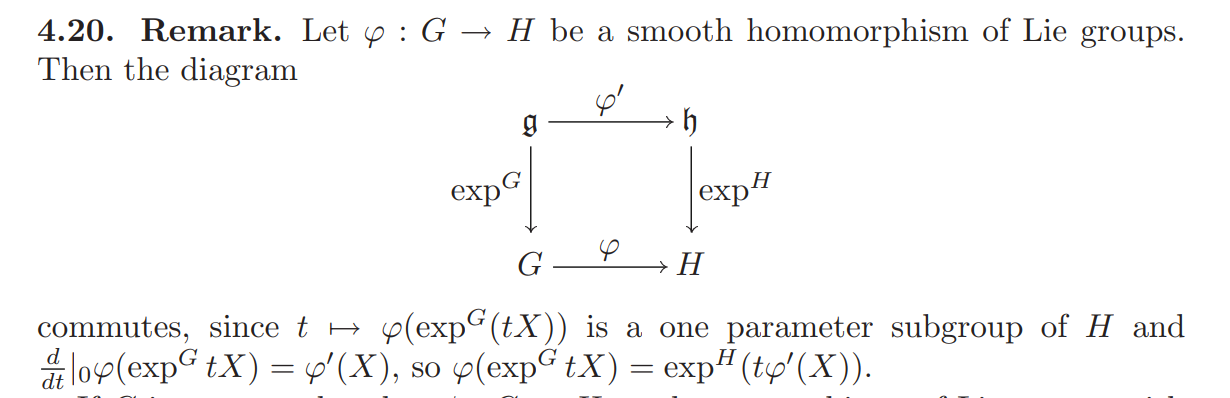 4.20. Remark. Let φ : G → H be a smooth homomorphism of Lie groups.
Then the diagram
φ′
𝔤 → 𝔥
exp^G exp^H
φ
G → H
commutes, since t ↦ φ(exp^G(tX)) is a one parameter subgroup of H and
d/dt|₀φ(exp^G tX) = φ′(X), so φ(exp^G tX) = exp^H(tφ′(X)).